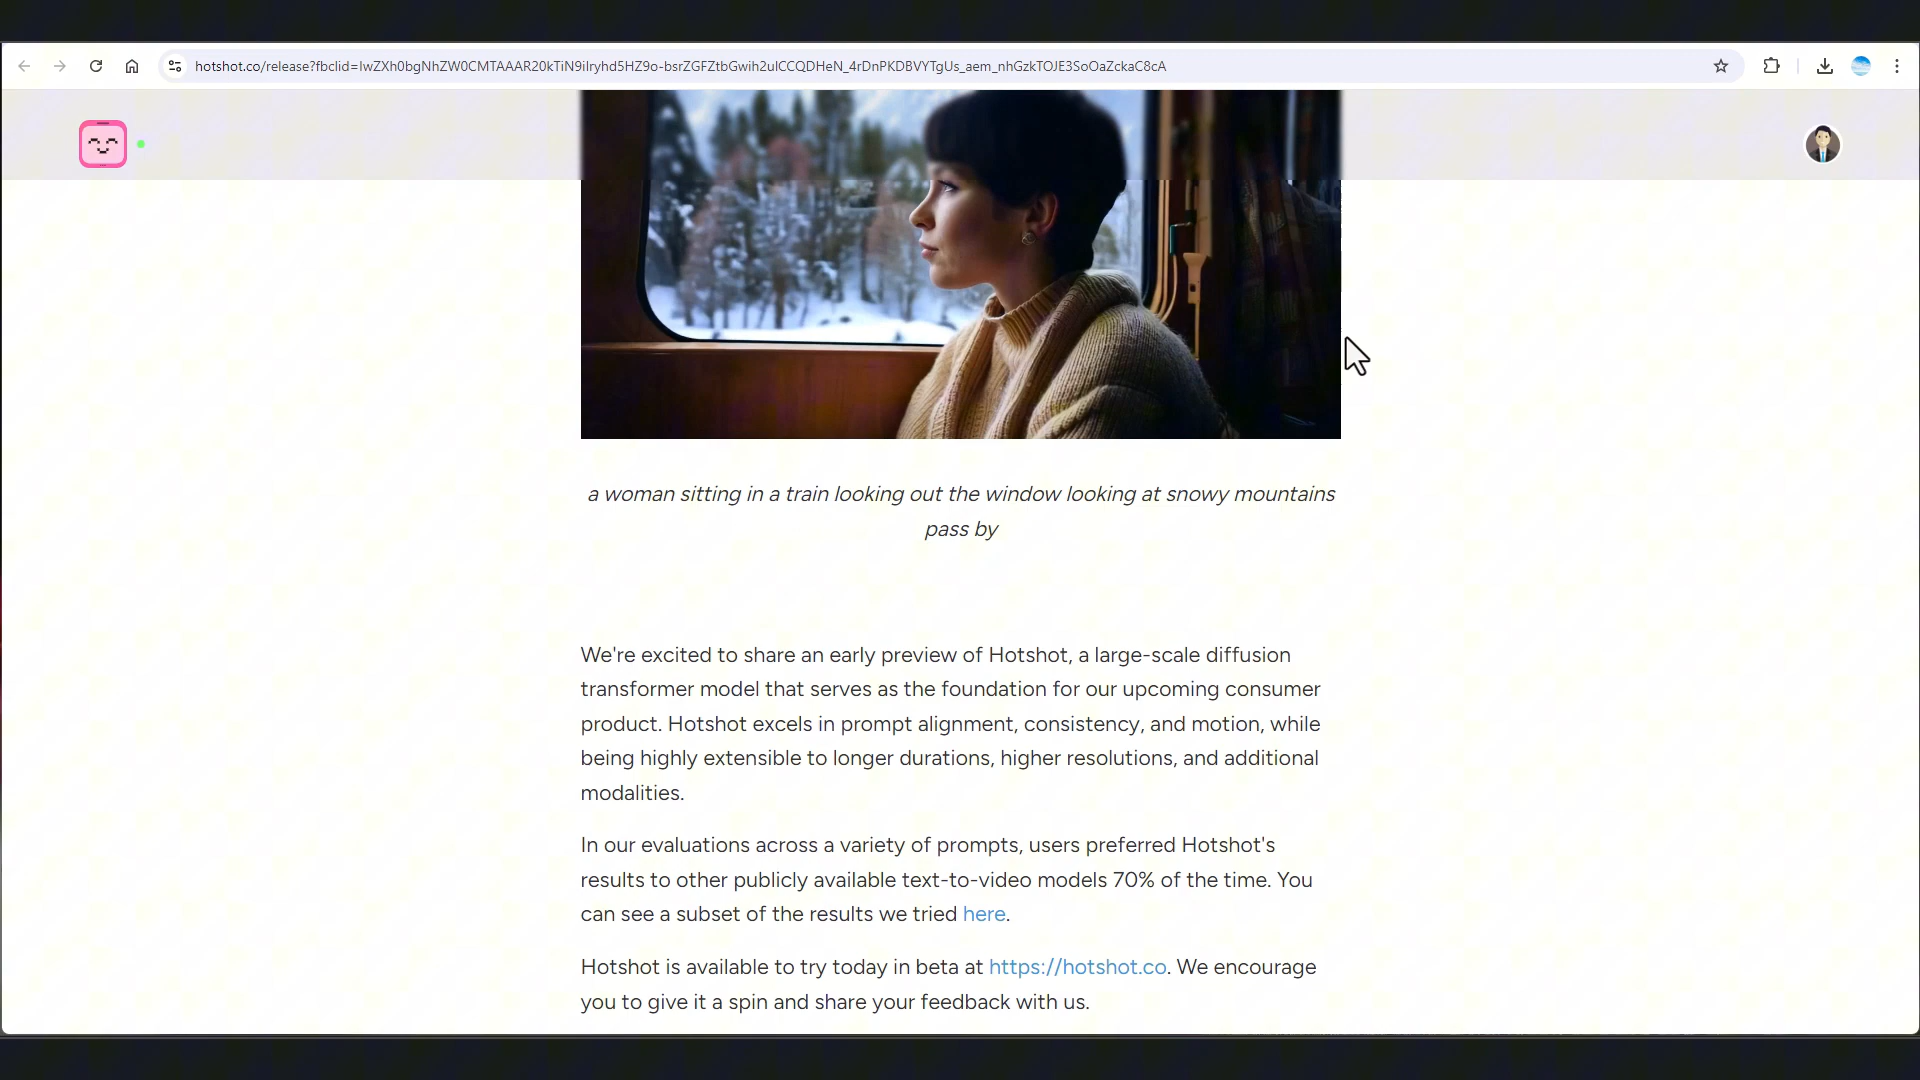 hotshot.co/release?fbclid=IwZXh0bgNhZW0CMTAAAR20kTiN9iIryhd5HZ9o-bsrZGFZtbGwih2uICCQDHeN_4rDnPKDBVYTgUs_aem_nhGzkTOJE3SoOaZckaC8cA
a woman sitting in a train looking out the window looking at snowy mountains
pass by
We're excited to share an early preview of Hotshot, a large-scale diffusion
transformer model that serves as the foundation for our upcoming consumer
product. Hotshot excels in prompt alignment, consistency, and motion, while
being highly extensible to longer durations, higher resolutions, and additional
modalities.
In our evaluations across a variety of prompts, users preferred Hotshot's
results to other publicly available text-to-video models 70% of the time. You
can see a subset of the results we tried here.
Hotshot is available to try today in beta at https://hotshot.co. We encourage
you to give it a spin and share your feedback with us.